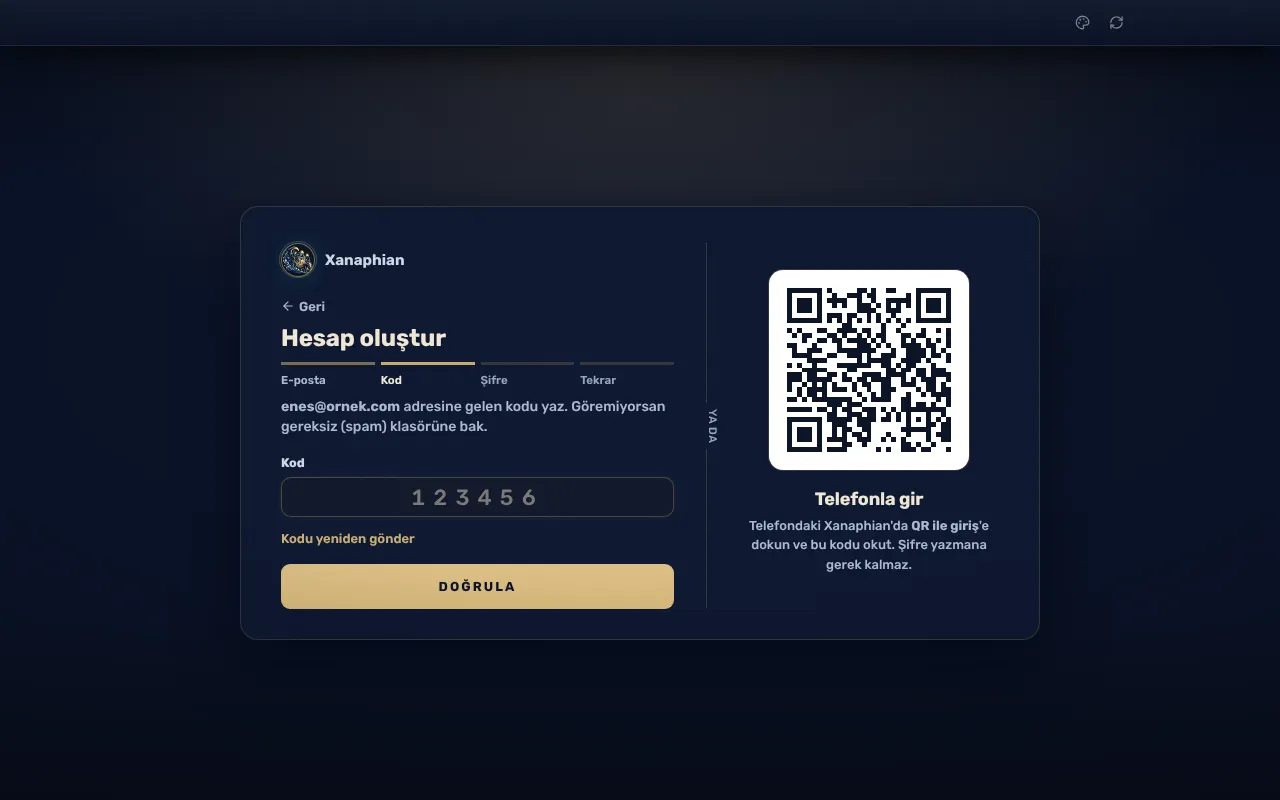 Xanaphian
Geri
Hesap oluştur
E-posta
Kod
Şifre
Tekrar
enes@ornek.com adresine gelen kodu yaz. Göremiyorsan
gereksiz (spam) klasörüne bak.
Kod
1 2 3 4 5 6
Kodu yeniden gönder
DOĞRULA
YA DA
Telefonla gir
Telefondaki Xanaphian'da QR ile giriş'e
dokun ve bu kodu okut. Şifre yazmana
gerek kalmaz.